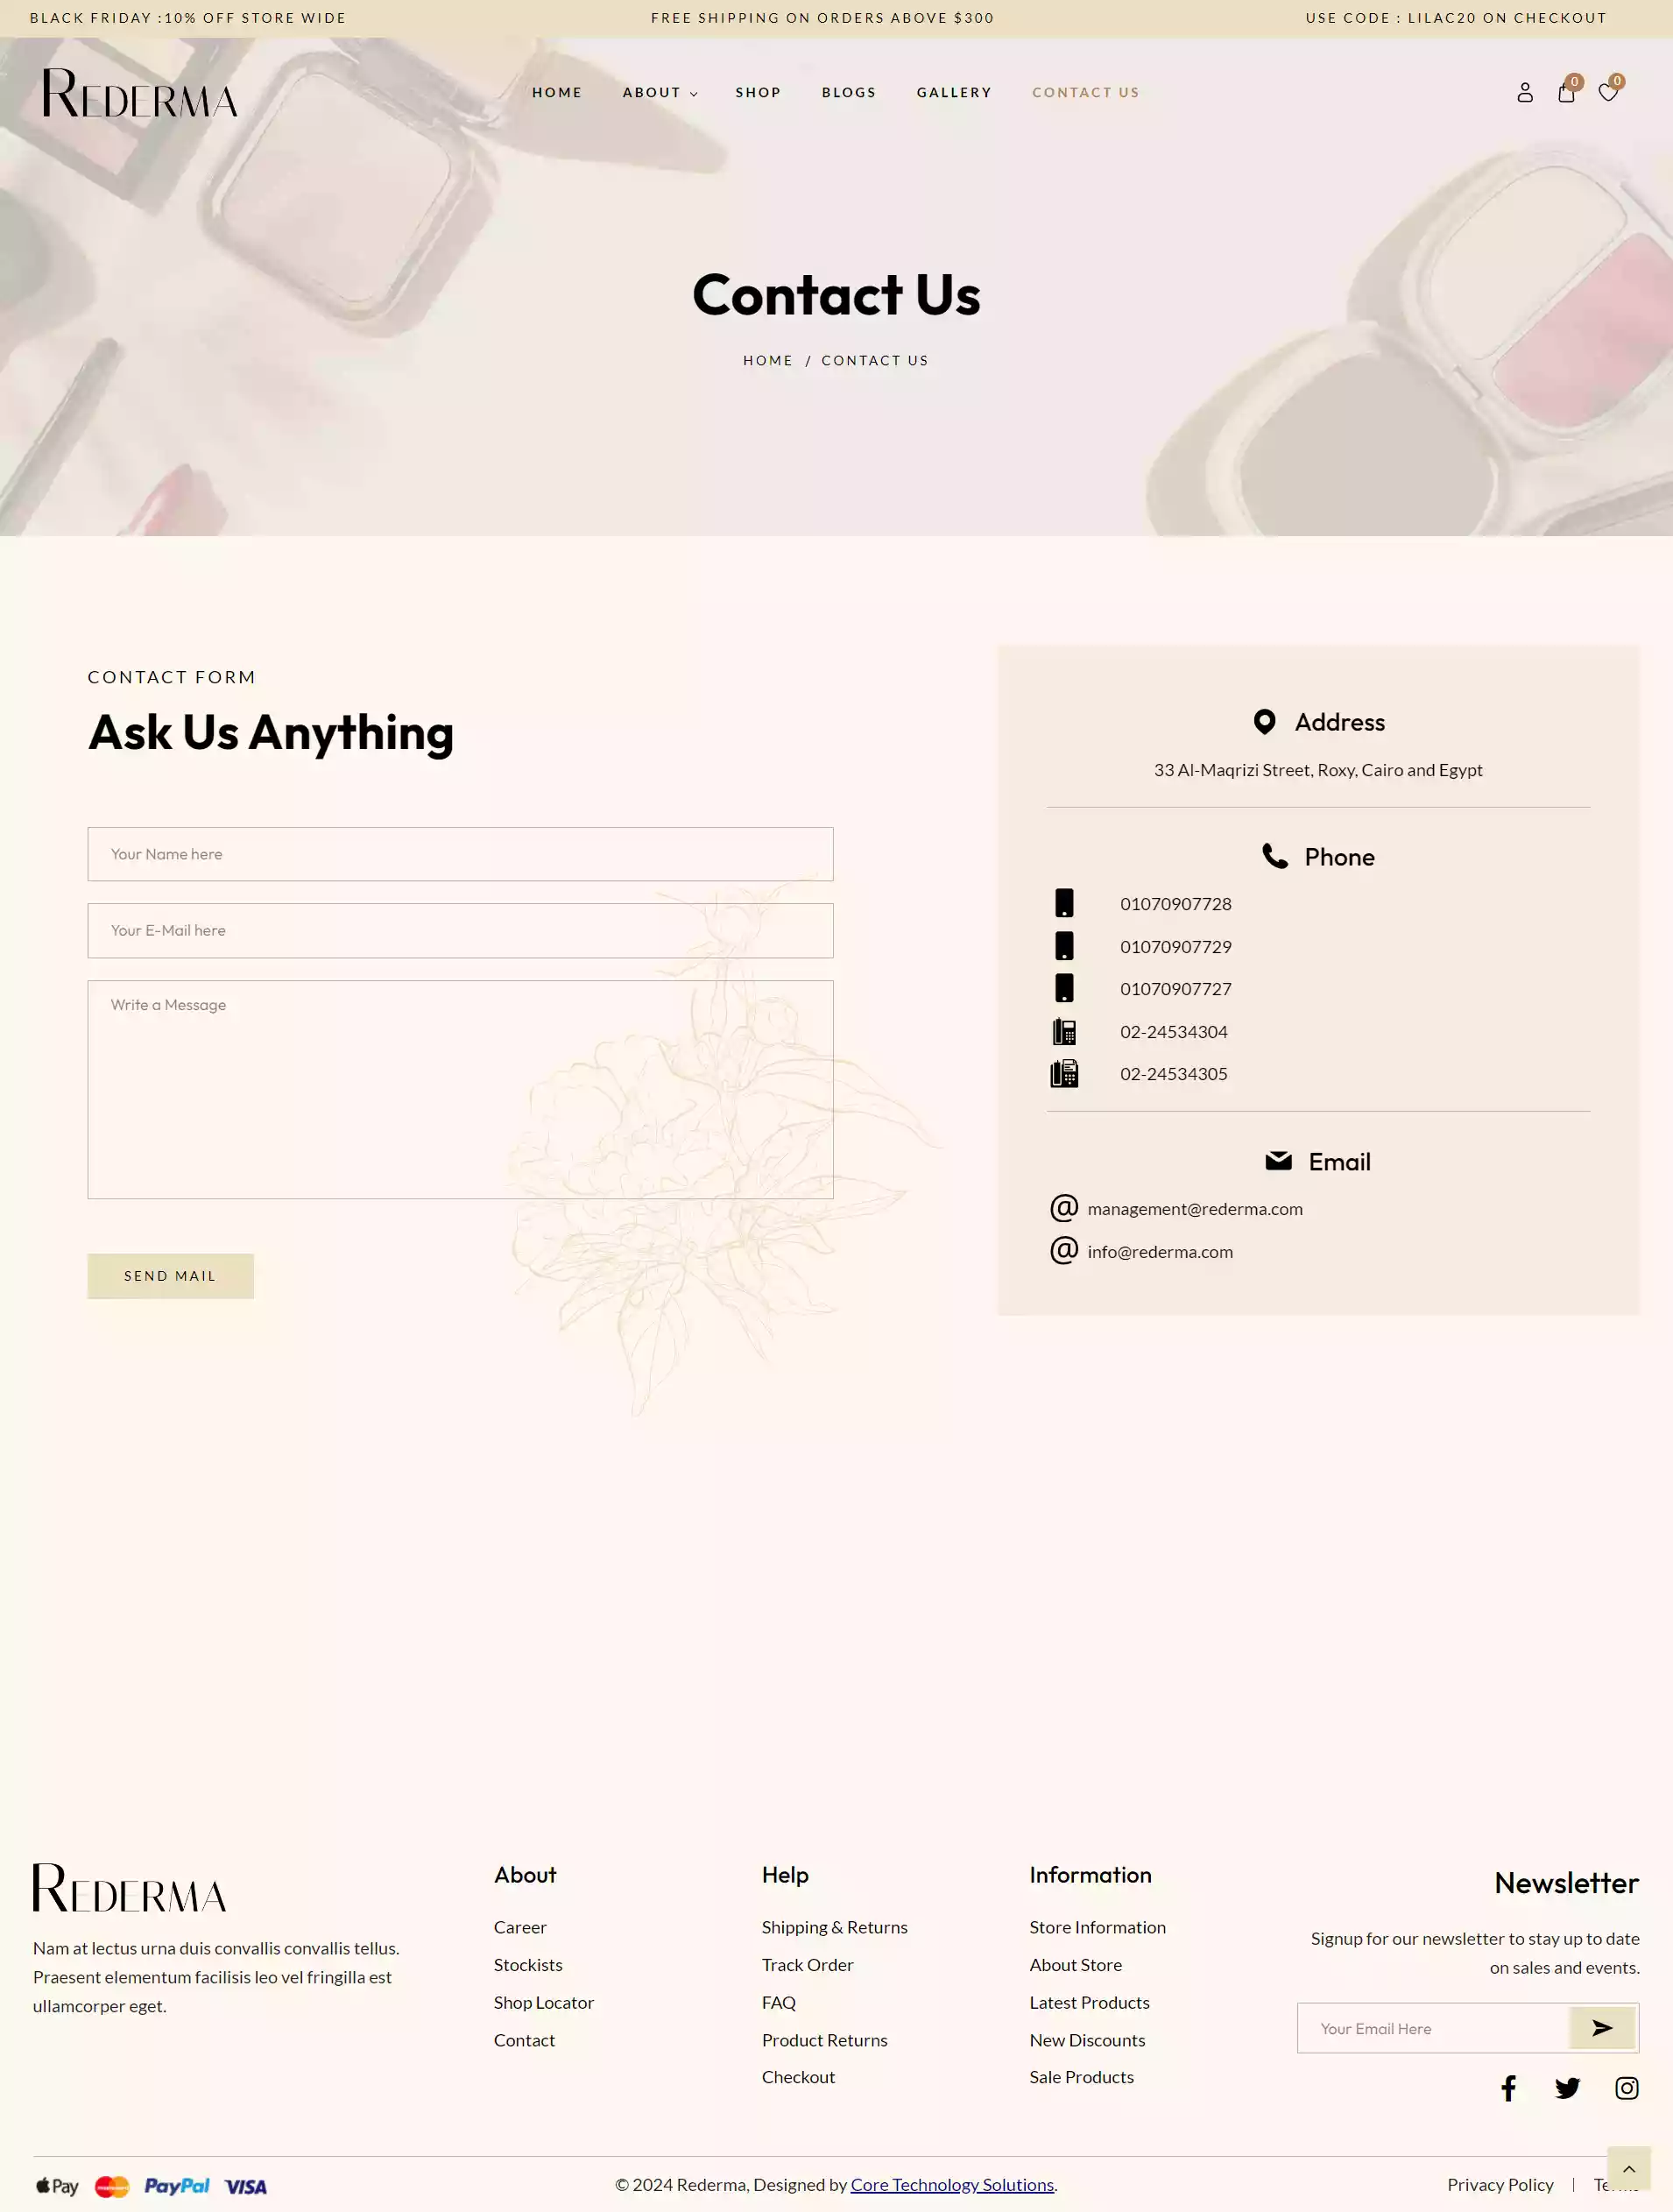 BLACK FRIDAY :10% OFF STORE WIDE
FREE SHIPPING ON ORDERS ABOVE $300
USE CODE : LILAC20 ON CHECKOUT
REDERMA
HOME
ABOUT
SHOP
BLOGS
GALLERY
CONTACT US
0
0
Contact Us
HOME / CONTACT US
CONTACT FORM
Ask Us Anything
Your Name here
Your E-Mail here
Write a Message
SEND MAIL
Address
33 Al-Maqrizi Street, Roxy, Cairo and Egypt
Phone
01070907728
01070907729
01070907727
02-24534304
02-24534305
Email
@ management@rederma.com
@ info@rederma.com
REDERMA
Nam at lectus urna duis convallis convallis tellus.
Praesent elementum facilisis leo vel fringilla est
ullamcorper eget.
About
Career
Stockists
Shop Locator
Contact
Help
Shipping & Returns
Track Order
FAQ
Product Returns
Checkout
Information
Store Information
About Store
Latest Products
New Discounts
Sale Products
Newsletter
Signup for our newsletter to stay up to date
on sales and events.
Your Email Here
Pay
PayPal
VISA
© 2024 Rederma, Designed by Core Technology Solutions.
Privacy Policy |